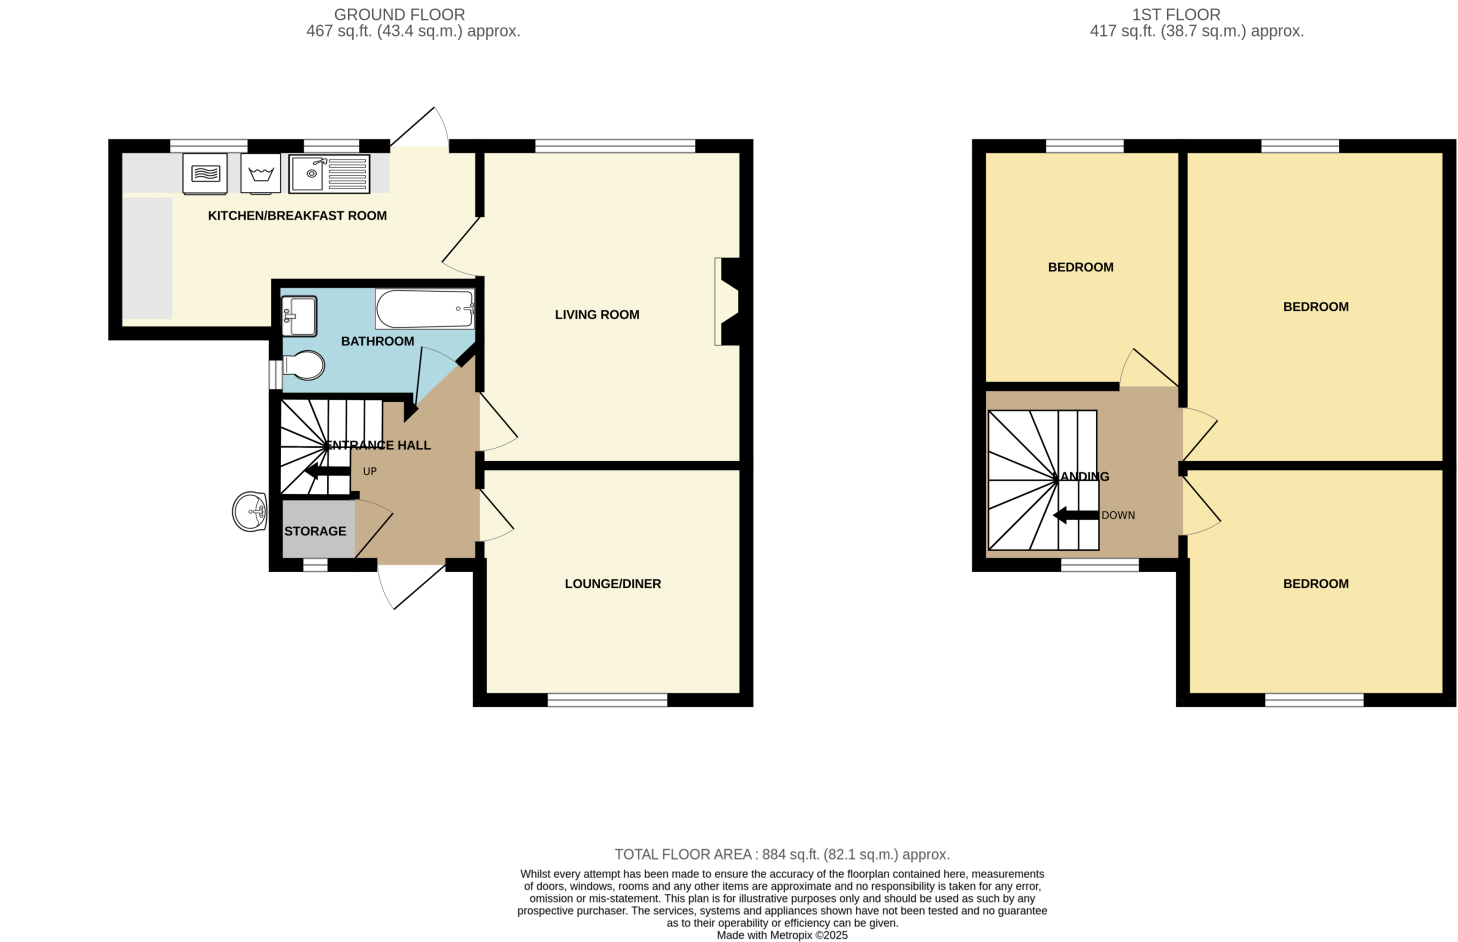 GROUND FLOOR
467 sq.ft. (43.4 sq.m.) approx.
1ST FLOOR
417 sq.ft. (38.7 sq.m.) approx.
KITCHEN/BREAKFAST ROOM
LIVING ROOM
BATHROOM
ENTRANCE HALL
UP
STORAGE
LOUNGE/DINER
BEDROOM
BEDROOM
LANDING
DOWN
BEDROOM
TOTAL FLOOR AREA : 884 sq.ft. (82.1 sq.m.) approx.
Whilst every attempt has been made to ensure the accuracy of the floorplan contained here, measurements
of doors, windows, rooms and any other items are approximate and no responsibility is taken for any error,
omission or mis-statement. This plan is for illustrative purposes only and should be used as such by any
prospective purchaser. The services, systems and appliances shown have not been tested and no guarantee
as to their operability or efficiency can be given.
Made with Metropix ©2025